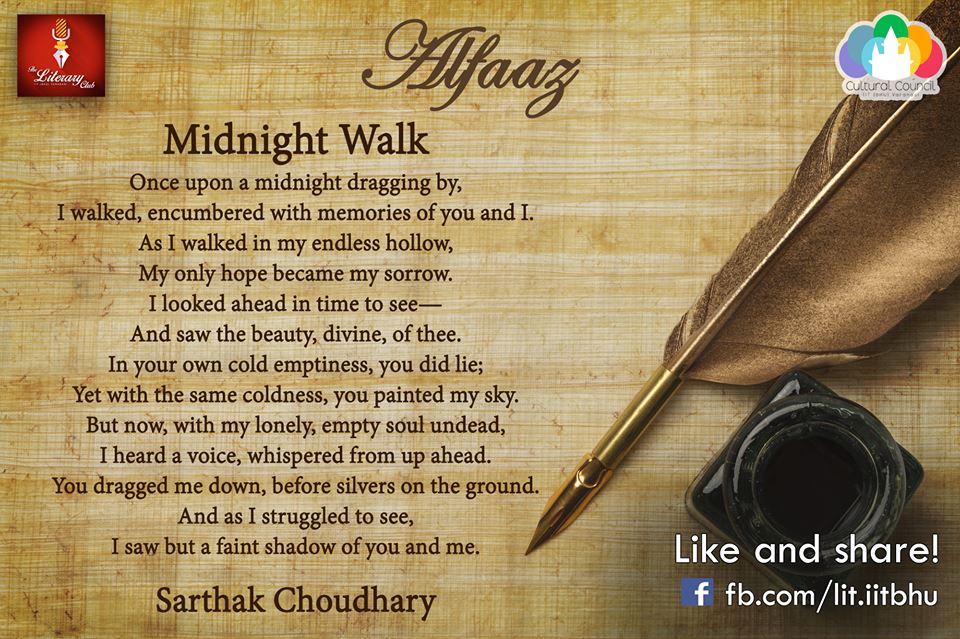 The
Literary
Club
Alfaaz
Cultural Council
IIT (BHU) Varanasi
Midnight Walk
Once upon a midnight dragging by,
I walked, encumbered with memories of you and I.
As I walked in my endless hollow,
My only hope became my sorrow.
I looked ahead in time to see—
And saw the beauty, divine, of thee.
In your own cold emptiness, you did lie;
Yet with the same coldness, you painted my sky.
But now, with my lonely, empty soul undead,
I heard a voice, whispered from up ahead.
You dragged me down, before silvers on the ground.
And as I struggled to see,
I saw but a faint shadow of you and me.
Sarthak Choudhary
Like and share!
f fb.com/lit.iitbhu